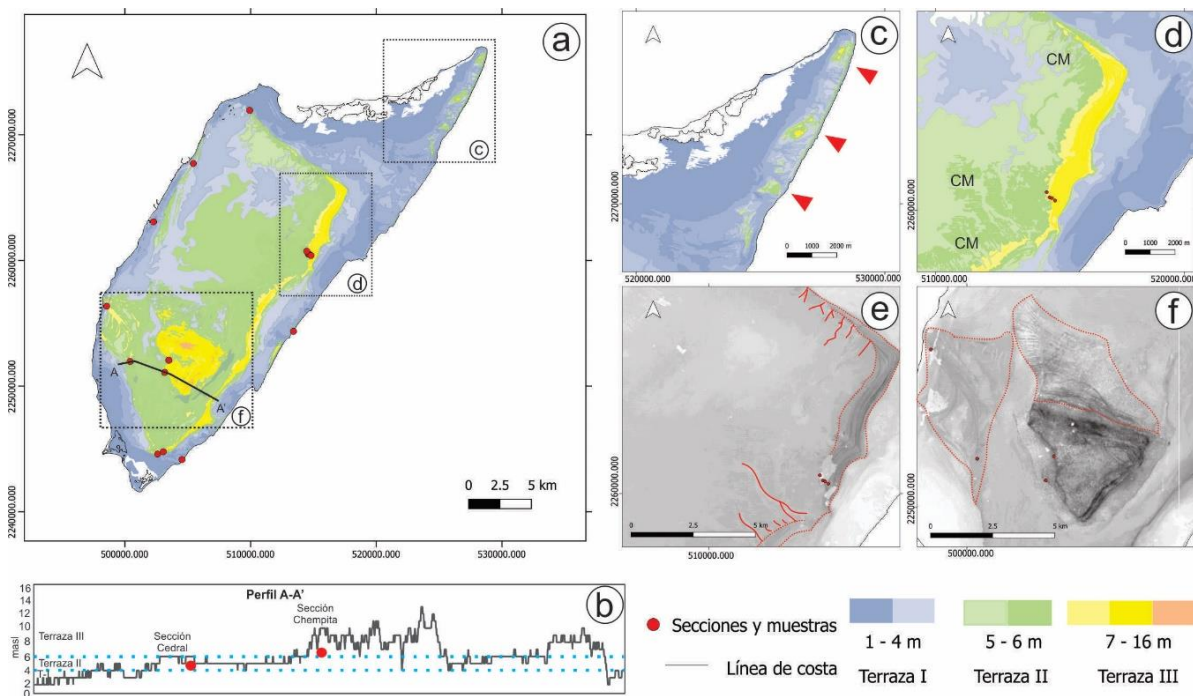 a
2270000.000
2260000.000
2250000.000
2240000.000
500000.000
510000.000
520000.000
530000.000
c
d
f
A
A'
0
2.5
5 km
c
2270000.000
520000.000
530000.000
0
1000
2000 m
d
CM
CM
CM
2260000.000
510000.000
520000.000
0
1000
2000 m
e
2260000.000
510000.000
0
2.5
5 km
f
2250000.000
500000.000
0
2.5
5 km
b
Perfil A-A'
masl
16
14
12
10
8
6
4
2
0
Terraza III
Terraza II
Sección
Cedral
Sección
Chempita
Secciones y muestras
Línea de costa
1 - 4 m
Terraza I
5 - 6 m
Terraza II
7 - 16 m
Terraza III